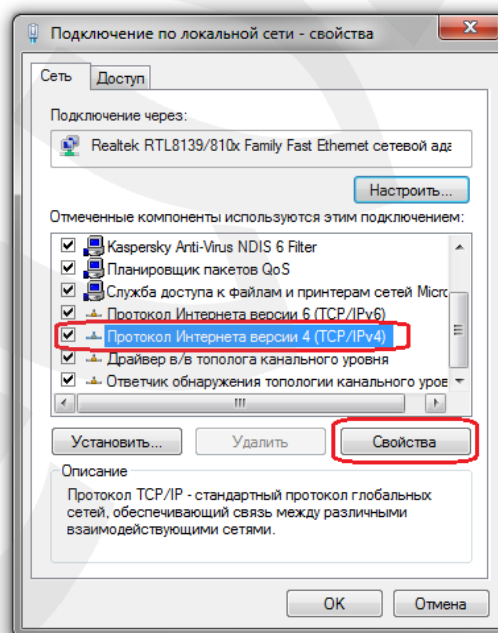 Подключение по локальной сети - свойства
Сеть
Доступ
Подключение через:
Realtek RTL8139/810x Family Fast Ethernet сетевой ада
Настроить...
Отмеченные компоненты используются этим подключением:
Kaspersky Anti-Virus NDIS 6 Filter
Планировщик пакетов QoS
Служба доступа к файлам и принтерам сетей Micro
Протокол Интернета версии 6 (TCP/IPv6)
Протокол Интернета версии 4 (TCP/IPv4)
Драйвер в/в тополога канального уровня
Ответчик обнаружения топологии канального уров
Установить...
Удалить
Свойства
Описание
Протокол TCP/IP - стандартный протокол глобальных
сетей, обеспечивающий связь между различными
взаимодействующими сетями.
OK
Отмена